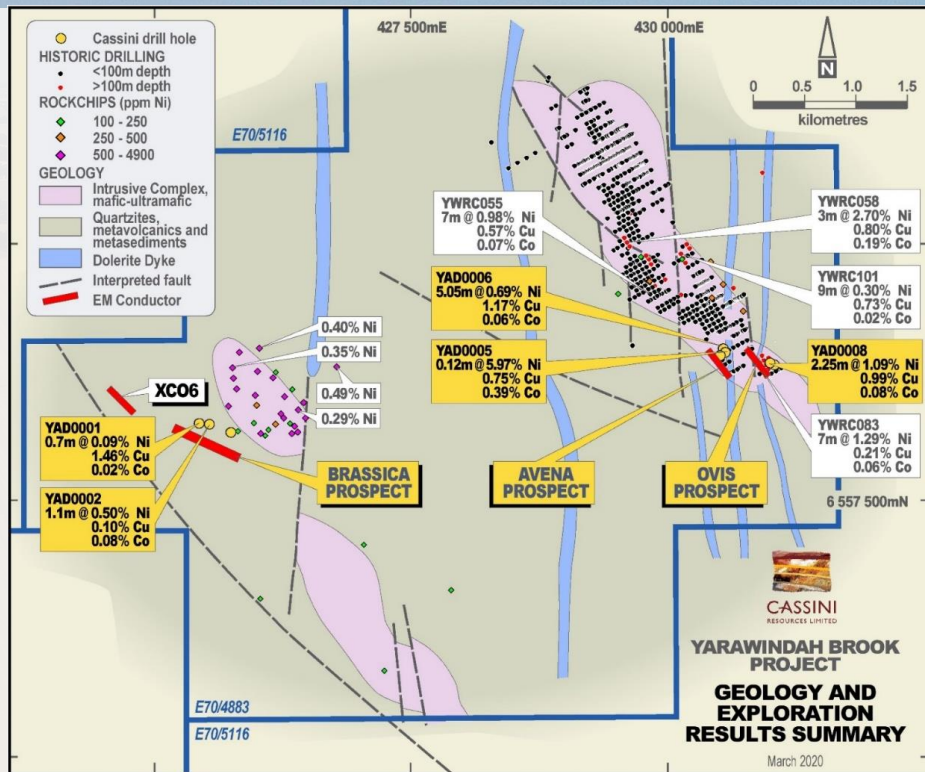 427 500mE
430 000mE
Cassini drill hole
HISTORIC DRILLING
<100m depth
>100m depth
ROCKCHIPS (ppm Ni)
100 - 250
250 - 500
500 - 4900
GEOLOGY
Intrusive Complex,
mafic-ultramafic
Quartzites,
metavolcanics and
metasediments
Dolerite Dyke
Interpreted fault
EM Conductor
E70/5116
N
0 0.5 1.0 1.5
kilometres
YWRC055
7m @ 0.98% Ni
0.57% Cu
0.07% Co
YWRC058
3m @ 2.70% Ni
0.80% Cu
0.19% Co
YAD0006
5.05m @ 0.69% Ni
1.17% Cu
0.06% Co
YWRC101
9m @ 0.30% Ni
0.73% Cu
0.02% Co
YAD0005
0.12m @ 5.97% Ni
0.75% Cu
0.39% Co
YAD0008
2.25m @ 1.09% Ni
0.99% Cu
0.08% Co
0.40% Ni
0.35% Ni
0.49% Ni
0.29% Ni
XCO6
YAD0001
0.7m @ 0.09% Ni
1.46% Cu
0.02% Co
YWRC083
7m @ 1.29% Ni
0.21% Cu
0.06% Co
BRASSICA
PROSPECT
AVENA
PROSPECT
OVIS
PROSPECT
YAD0002
1.1m @ 0.50% Ni
0.10% Cu
0.08% Co
6 557 500mN
CASSINI
RESOURCES LIMITED
YARAWINDAH BROOK
PROJECT
GEOLOGY AND
EXPLORATION
RESULTS SUMMARY
March 2020
E70/4883
E70/5116